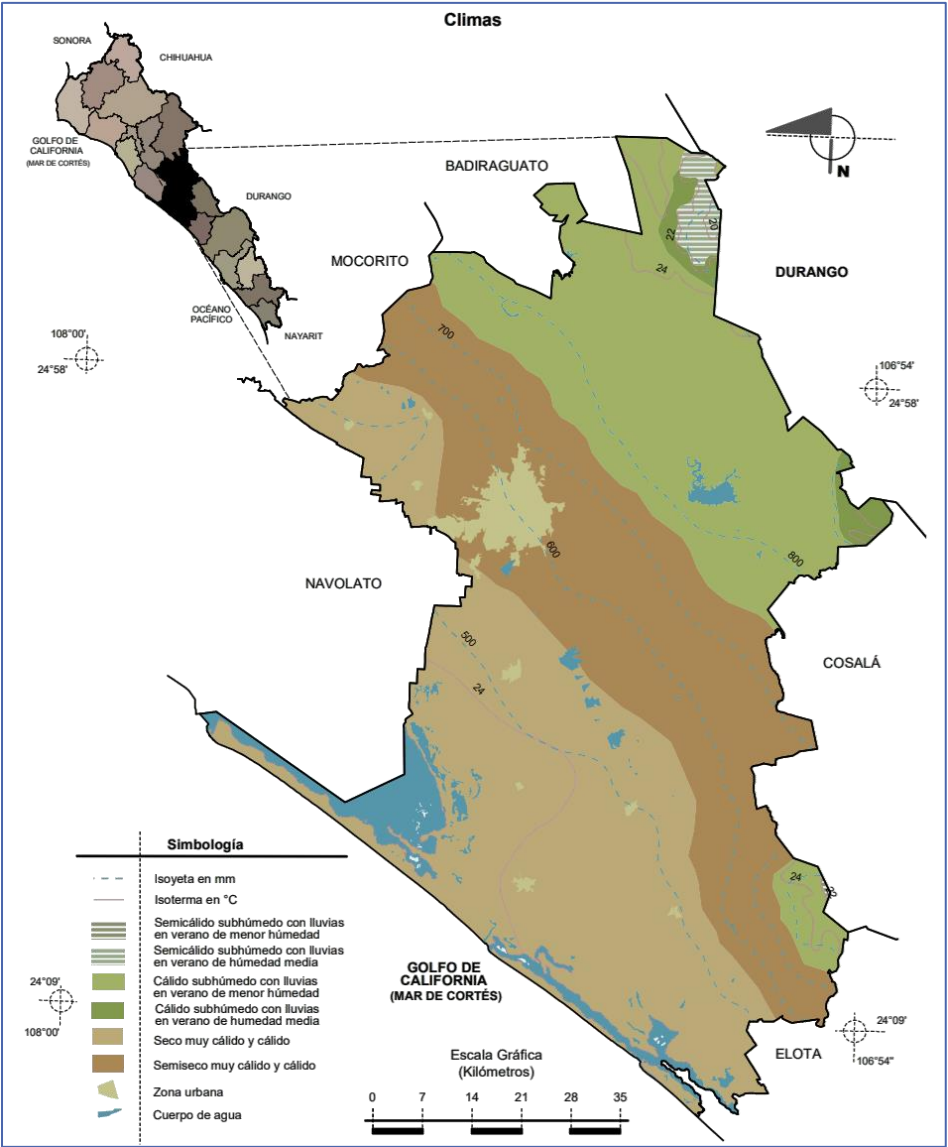 Climas
SONORA
CHIHUAHUA
GOLFO DE
CALIFORNIA
(MAR DE CORTÉS)
DURANGO
OCÉANO
PACÍFICO
NAYARIT
108°00'
24°58'
BADIRAGUATO
MOCORITO
N
DURANGO
106°54'
24°58'
20
22
24
700
600
800
NAVOLATO
500
24
COSALÁ
24
GOLFO DE
CALIFORNIA
(MAR DE CORTÉS)
ELOTA
24°09'
106°54"
24°09'
108°00'
Simbología
Isoyeta en mm
Isoterma en °C
Semicálido subhúmedo con lluvias
en verano de menor húmedad
Semicálido subhúmedo con lluvias
en verano de húmedad media
Cálido subhúmedo con lluvias
en verano de menor húmedad
Cálido subhúmedo con lluvias
en verano de humedad media
Seco muy cálido y cálido
Semiseco muy cálido y cálido
Zona urbana
Cuerpo de agua
Escala Gráfica
(Kilómetros)
0 7 14 21 28 35